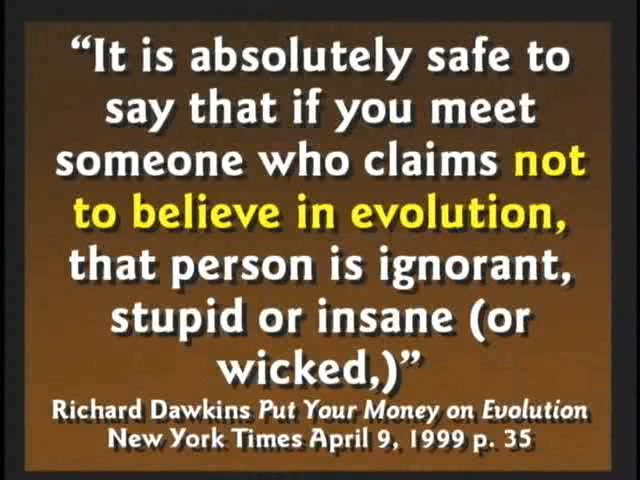 “It is absolutely safe to
say that if you meet
someone who claims not
to believe in evolution,
that person is ignorant,
stupid or insane (or
wicked,)”
Richard Dawkins Put Your Money on Evolution
New York Times April 9, 1999 p. 35